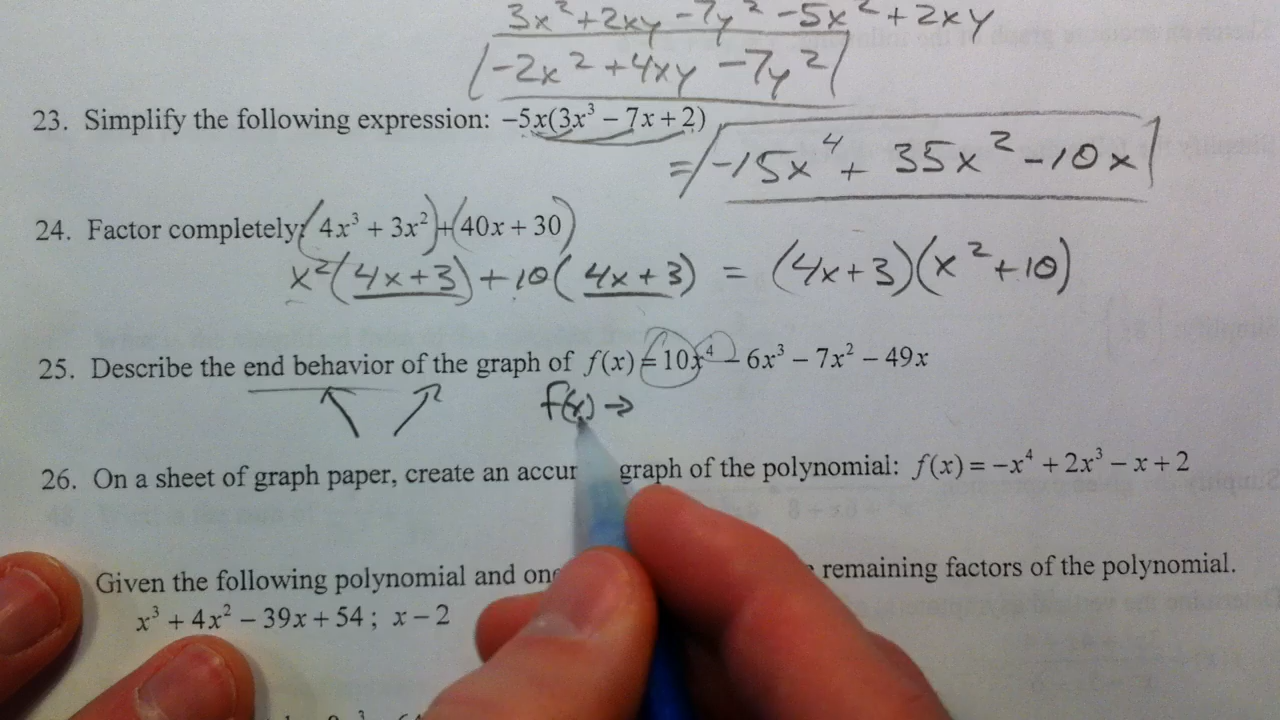 3x² + 2xy - 7y² - 5x² + 2xy
-2x² + 4xy - 7y²
23. Simplify the following expression: −5x(3x³ − 7x + 2)
= -15x⁴ + 35x² - 10x
24. Factor completely: (4x³ + 3x²) + (40x + 30)
x²(4x+3) + 10(4x+3) = (4x+3)(x²+10)
25. Describe the end behavior of the graph of f(x) = 10x⁴ − 6x³ − 7x² − 49x
f(x) →
26. On a sheet of graph paper, create an graph of the polynomial: f(x) = −x⁴ + 2x³ − x + 2
Given the following polynomial and remaining factors of the polynomial.
x³ + 4x² − 39x + 54 ; x − 2